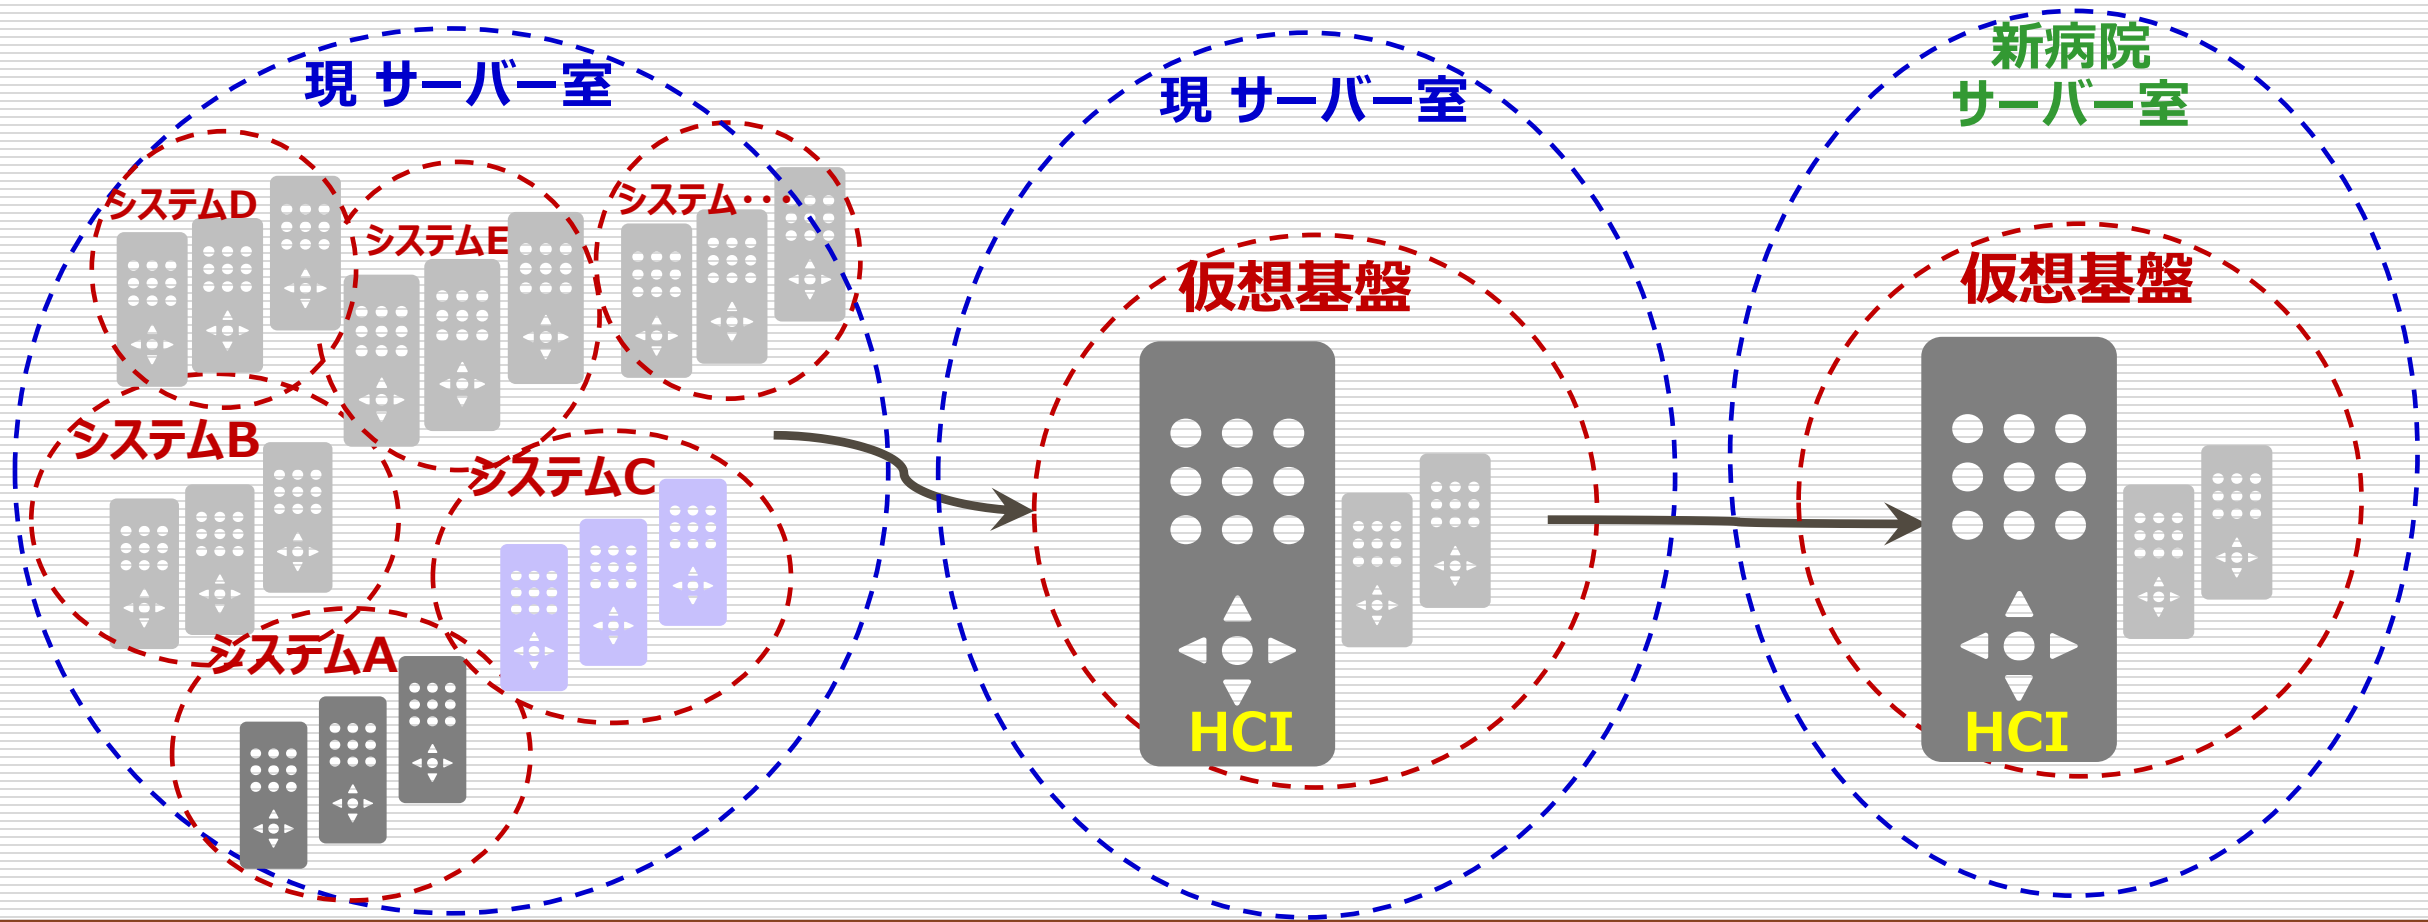 現 サーバー室
システムD
システムE
システム・・・
システムB
システムC
システムA
現 サーバー室
仮想基盤
HCI
新病院
サーバー室
仮想基盤
HCI